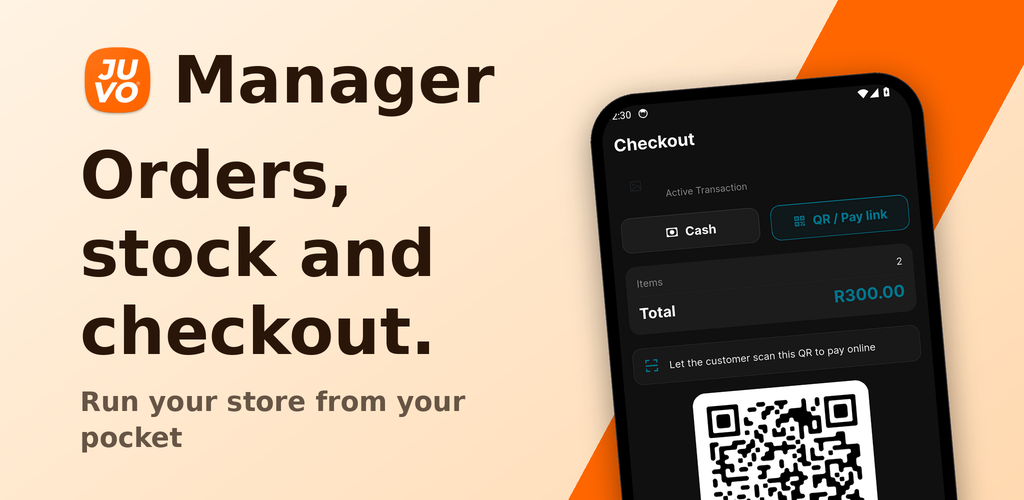 JU
VO
Manager
Orders,
stock and
checkout.
Run your store from your
pocket
2:30
Checkout
Active Transaction
Cash
QR / Pay link
Items
2
Total
R300.00
Let the customer scan this QR to pay online